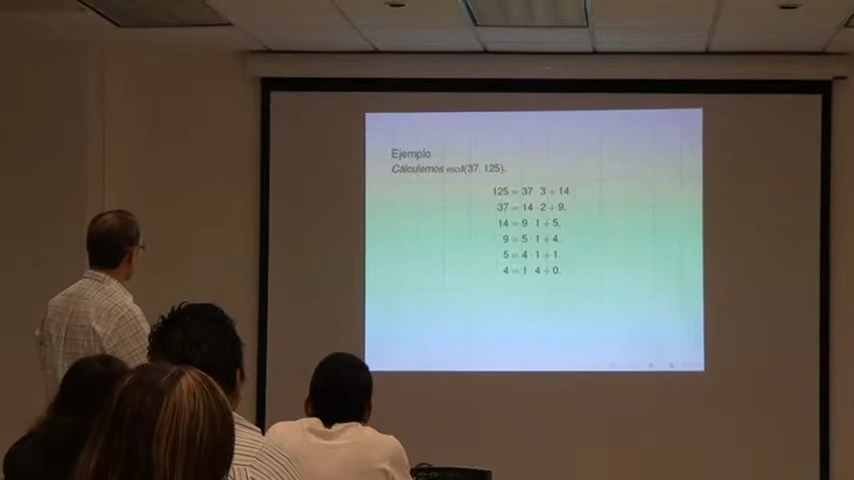 Ejemplo
Calculemos mcd(37, 125).
125 = 37 · 3 + 14,
37 = 14 · 2 + 9,
14 = 9 · 1 + 5,
9 = 5 · 1 + 4,
5 = 4 · 1 + 1,
4 = 1 · 4 + 0.